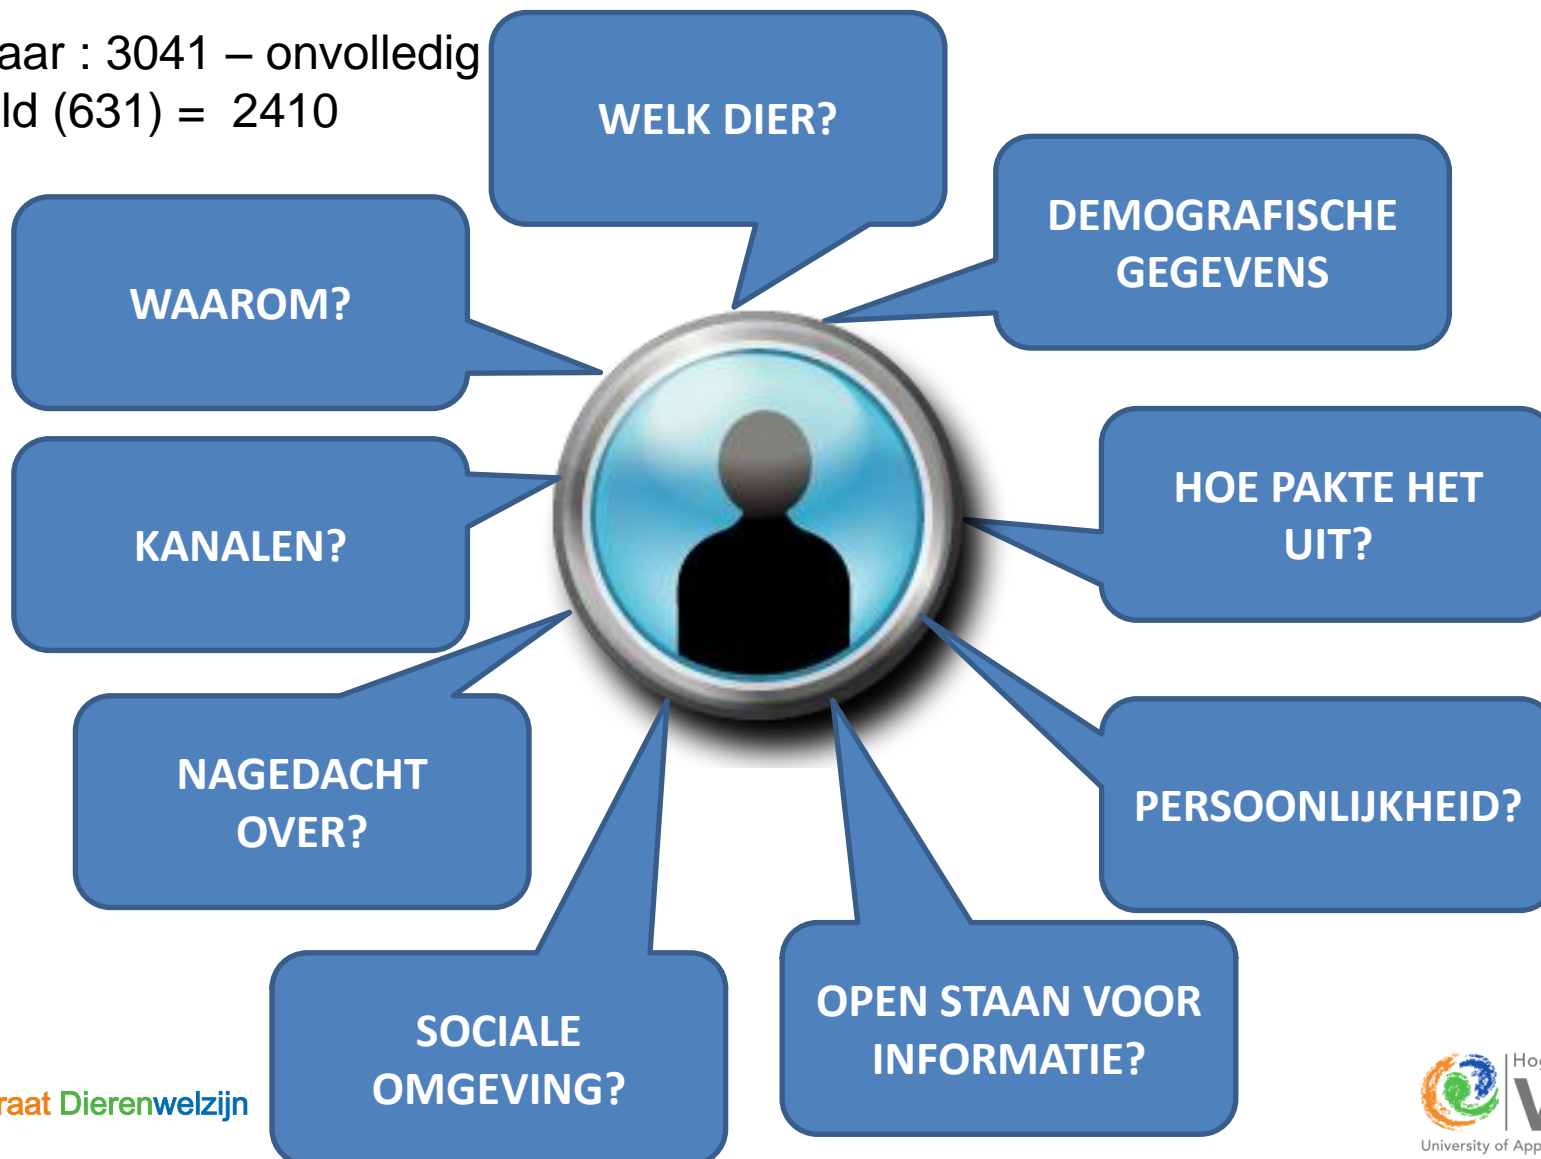 aar : 3041 – onvolledig
ld (631) = 2410
WELK DIER?
DEMOGRAFISCHE
GEGEVENS
WAAROM?
HOE PAKTE HET
UIT?
KANALEN?
NAGEDACHT
OVER?
PERSOONLIJKHEID?
SOCIALE
OMGEVING?
OPEN STAAN VOOR
INFORMATIE?
raat Dierenwelzijn
Hog
V
University of App